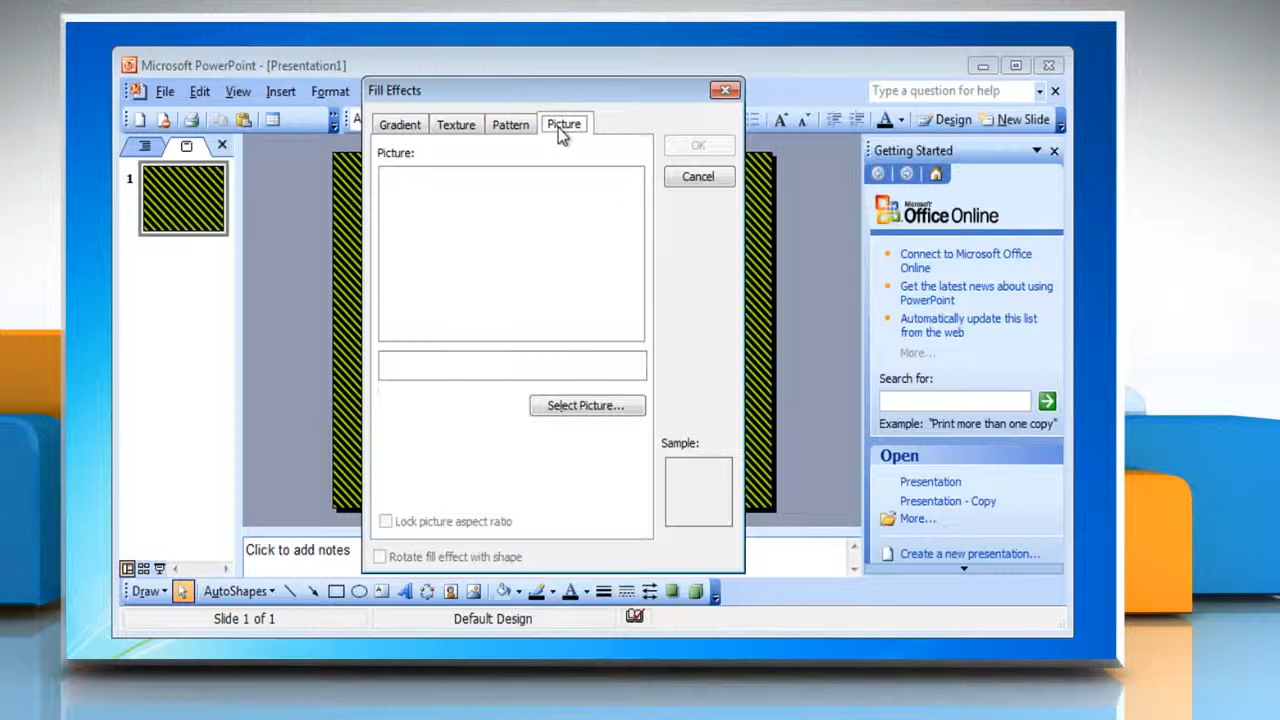 Microsoft PowerPoint - [Presentation1]
File Edit View Insert Format
Type a question for help
Design New Slide
Fill Effects
Gradient Texture Pattern Picture
Picture:
OK
Cancel
Select Picture...
Sample:
Lock picture aspect ratio
Rotate fill effect with shape
1
Getting Started
Microsoft
Office Online
Connect to Microsoft Office
Online
Get the latest news about using
PowerPoint
Automatically update this list
from the web
More...
Search for:
Example: "Print more than one copy"
Open
Presentation
Presentation - Copy
More...
Create a new presentation...
Click to add notes
Draw AutoShapes
Slide 1 of 1 Default Design